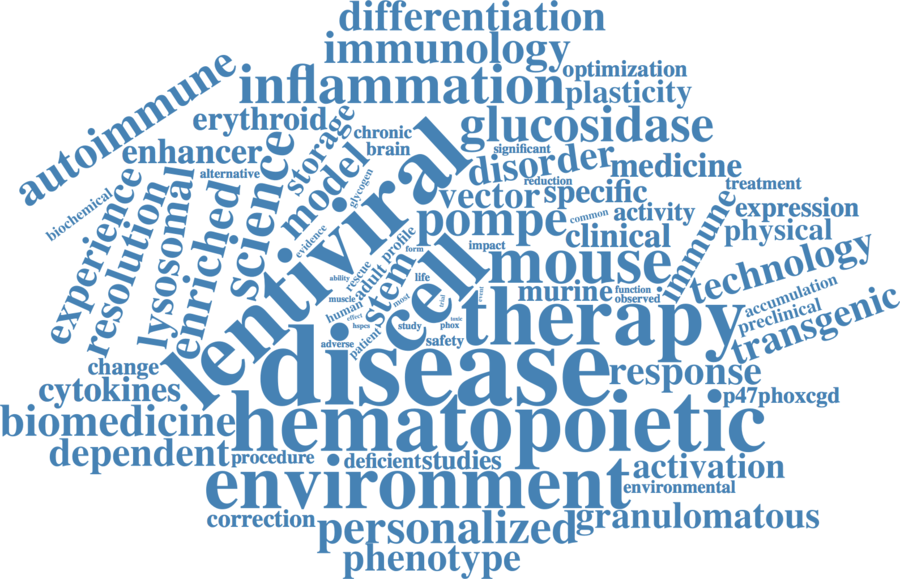 differentiation
immunology
inflammation
optimization
plasticity
autoimmune
erythroid
storage
chronic
glucosidase
enhancer
science
model
brain
significant
disorder
medicine
alternative
glycogen
reduction
treatment
biochemical
experience
resolution
lysosomal
enriched
lentiviral
vector
specific
pompe
common
activity
immune
expression
physical
evidence
profile
form
impact
clinical
technology
ability
rescue
adult
stem
cell
life
mouse
murine
function
observed
muscle
human
most
trial
event
accumulation
preclinical
transgenic
effect
hspcs
study
phox
toxic
therapy
patient
adverse
safety
change
disease
response
cytokines
p47phoxcgd
biomedicine
hematopoietic
dependent
procedure
deficient
studies
activation
environment
environmental
correction
personalized
granulomatous
phenotype